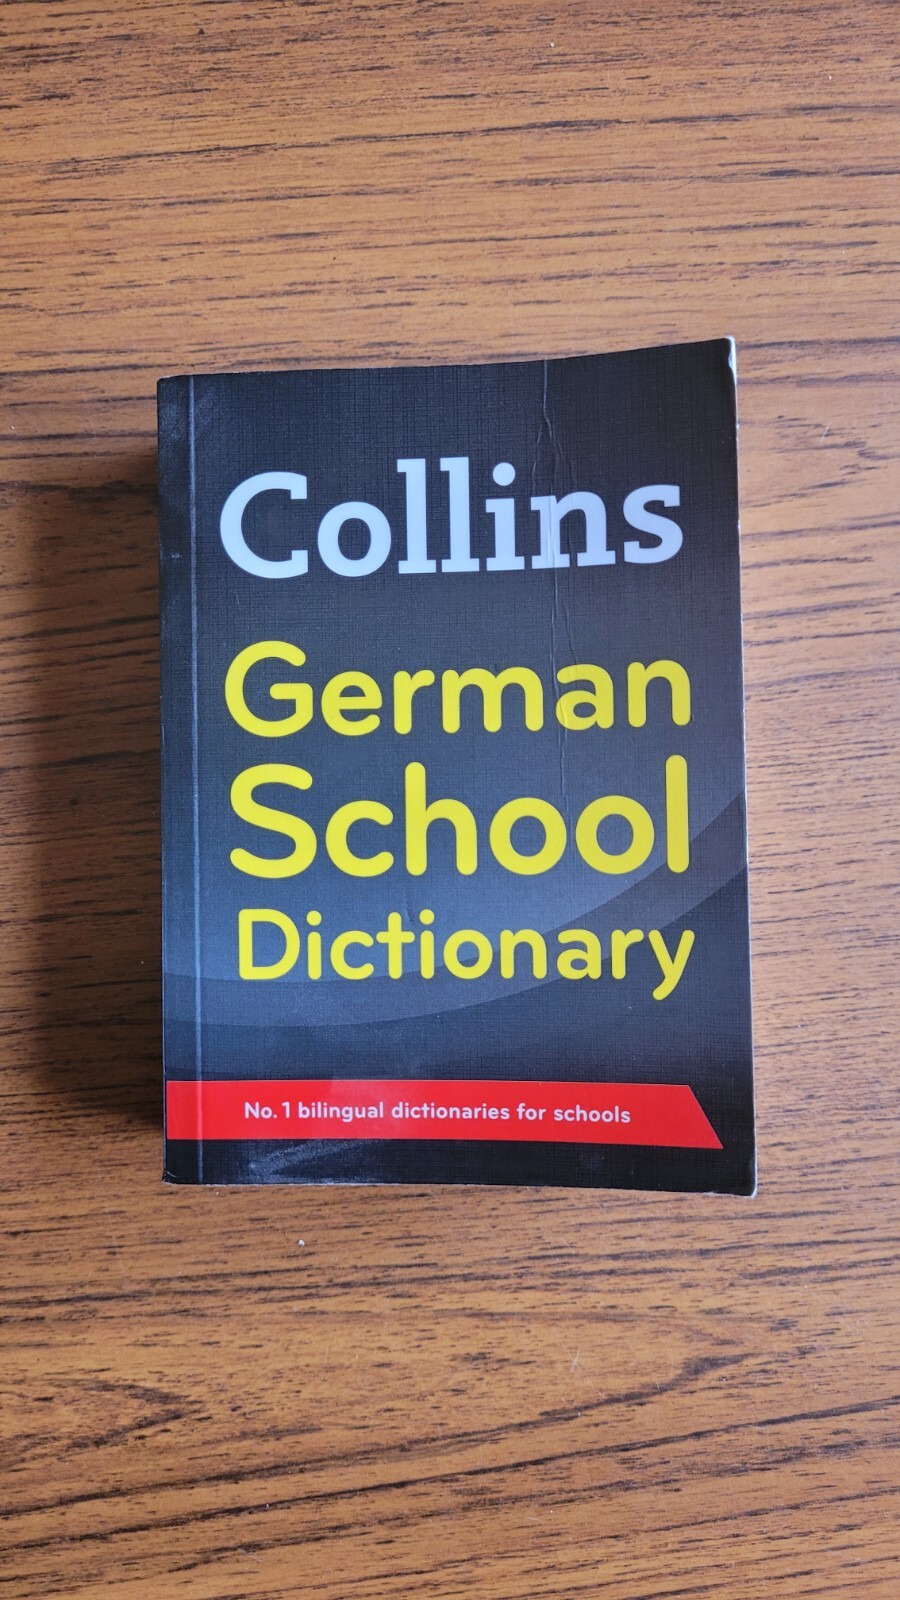 Collins
German
School
Dictionary
No. 1 bilingual dictionaries for schools